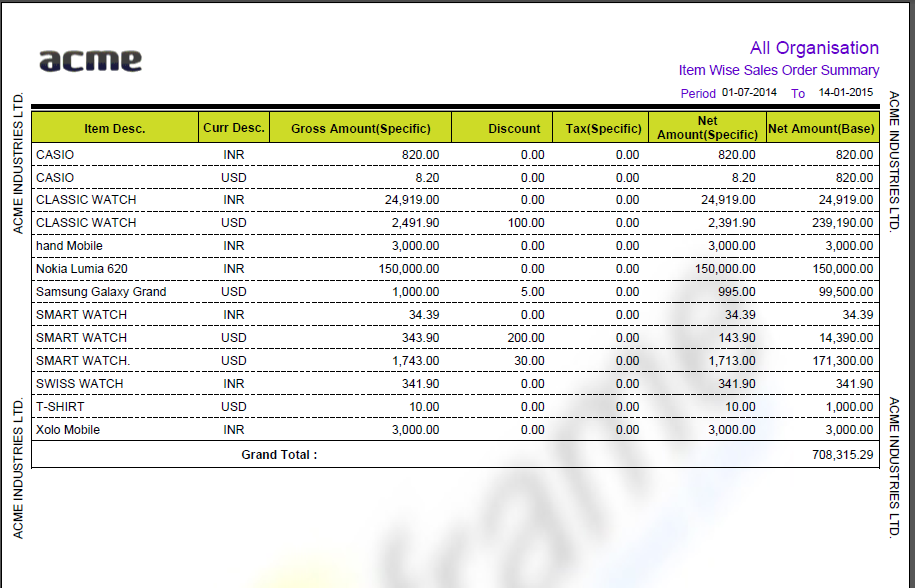 acme
All Organisation
Item Wise Sales Order Summary
Period 01-07-2014 To 14-01-2015
ACME INDUSTRIES LTD.
ACME INDUSTRIES LTD.
Item Desc. Curr Desc. Gross Amount(Specific) Discount Tax(Specific) Net Amount(Specific) Net Amount(Base)
CASIO INR 820.00 0.00 0.00 820.00 820.00
CASIO USD 8.20 0.00 0.00 8.20 820.00
CLASSIC WATCH INR 24,919.00 0.00 0.00 24,919.00 24,919.00
CLASSIC WATCH USD 2,491.90 100.00 0.00 2,391.90 239,190.00
hand Mobile INR 3,000.00 0.00 0.00 3,000.00 3,000.00
Nokia Lumia 620 INR 150,000.00 0.00 0.00 150,000.00 150,000.00
Samsung Galaxy Grand USD 1,000.00 5.00 0.00 995.00 99,500.00
SMART WATCH INR 34.39 0.00 0.00 34.39 34.39
SMART WATCH USD 343.90 200.00 0.00 143.90 14,390.00
SMART WATCH. USD 1,743.00 30.00 0.00 1,713.00 171,300.00
SWISS WATCH INR 341.90 0.00 0.00 341.90 341.90
T-SHIRT USD 10.00 0.00 0.00 10.00 1,000.00
Xolo Mobile INR 3,000.00 0.00 0.00 3,000.00 3,000.00
Grand Total : 708,315.29
ACME INDUSTRIES LTD.
ACME INDUSTRIES LTD.